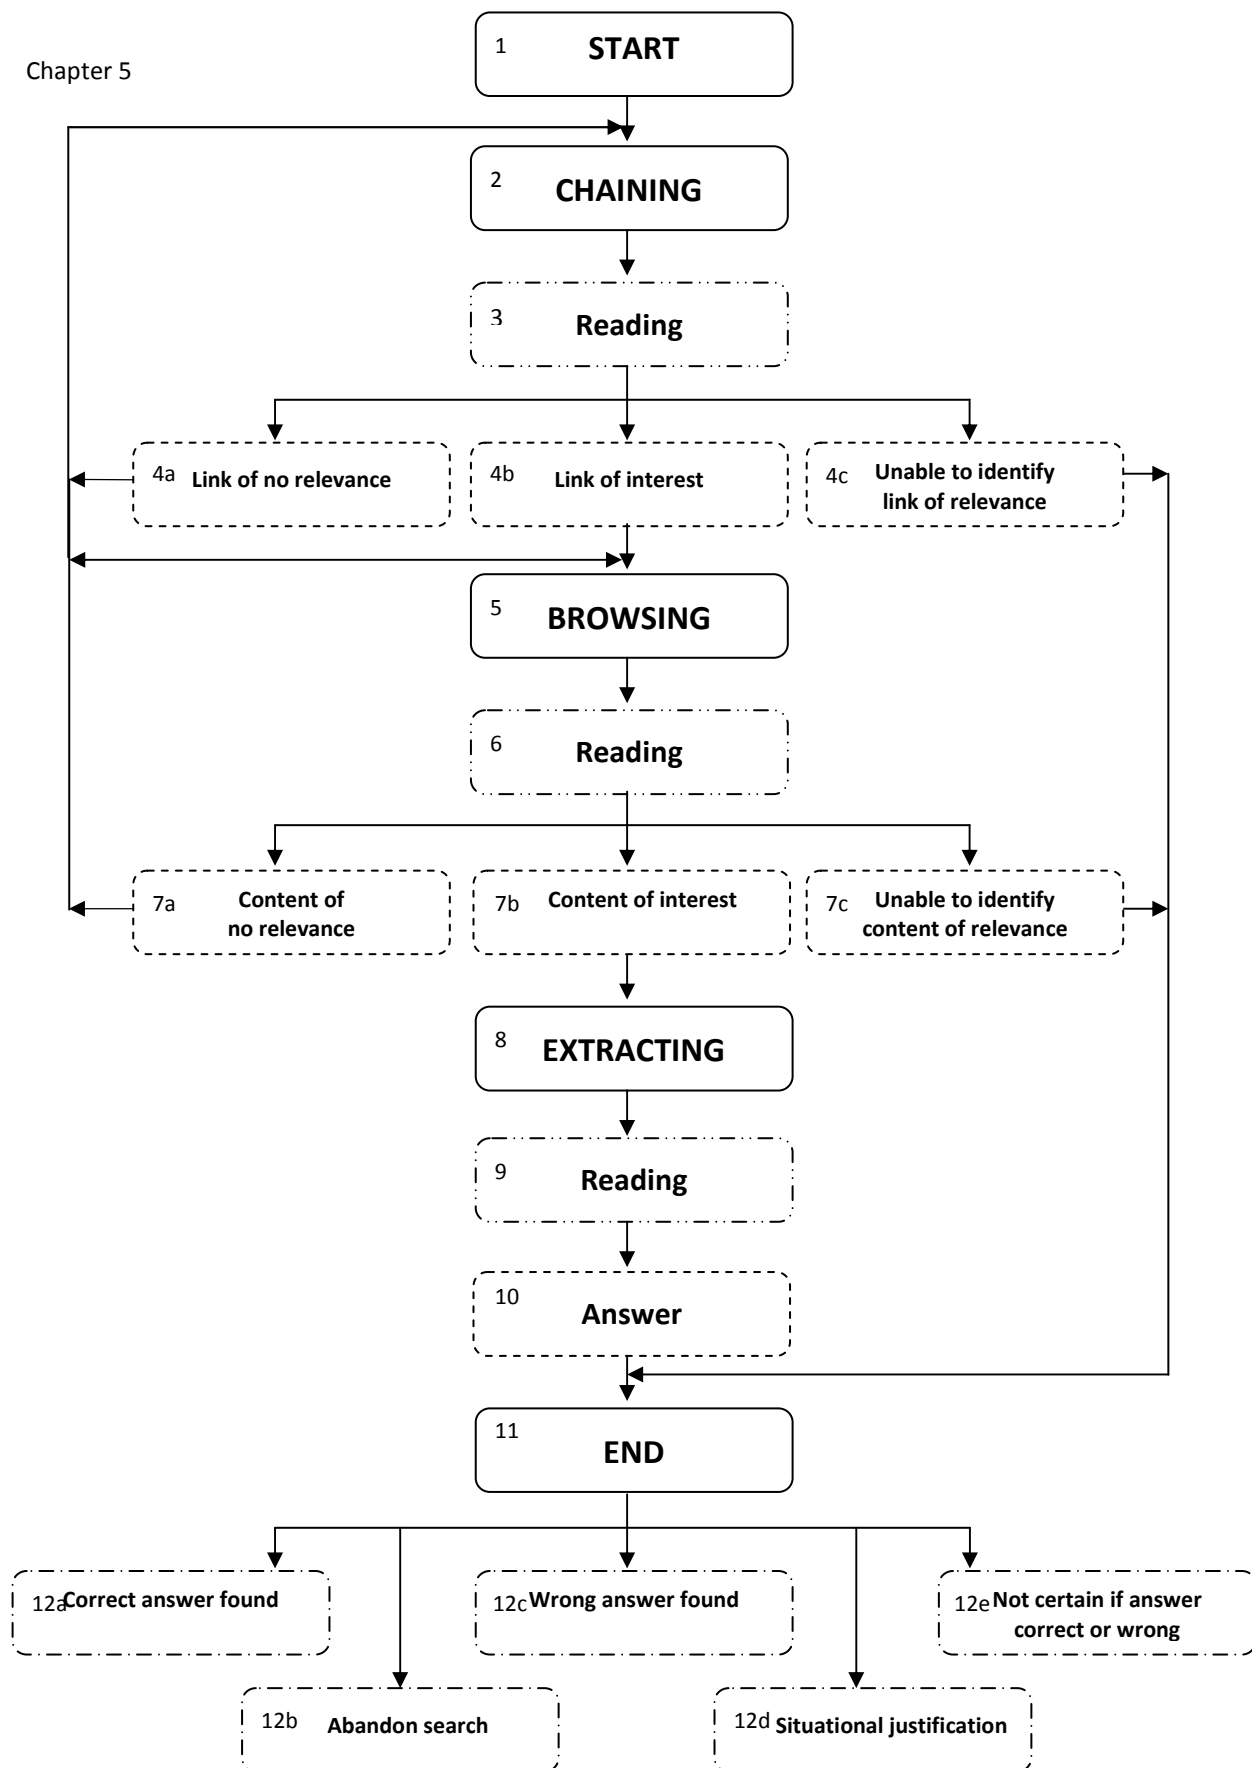 1 START
Chapter 5
2 CHAINING
3 Reading
4a Link of no relevance
4b Link of interest
4c Unable to identify
link of relevance
5 BROWSING
6 Reading
7a Content of
no relevance
7b Content of interest
7c Unable to identify
content of relevance
8 EXTRACTING
9 Reading
10 Answer
11 END
12a Correct answer found
12c Wrong answer found
12e Not certain if answer
correct or wrong
12b Abandon search
12d Situational justification